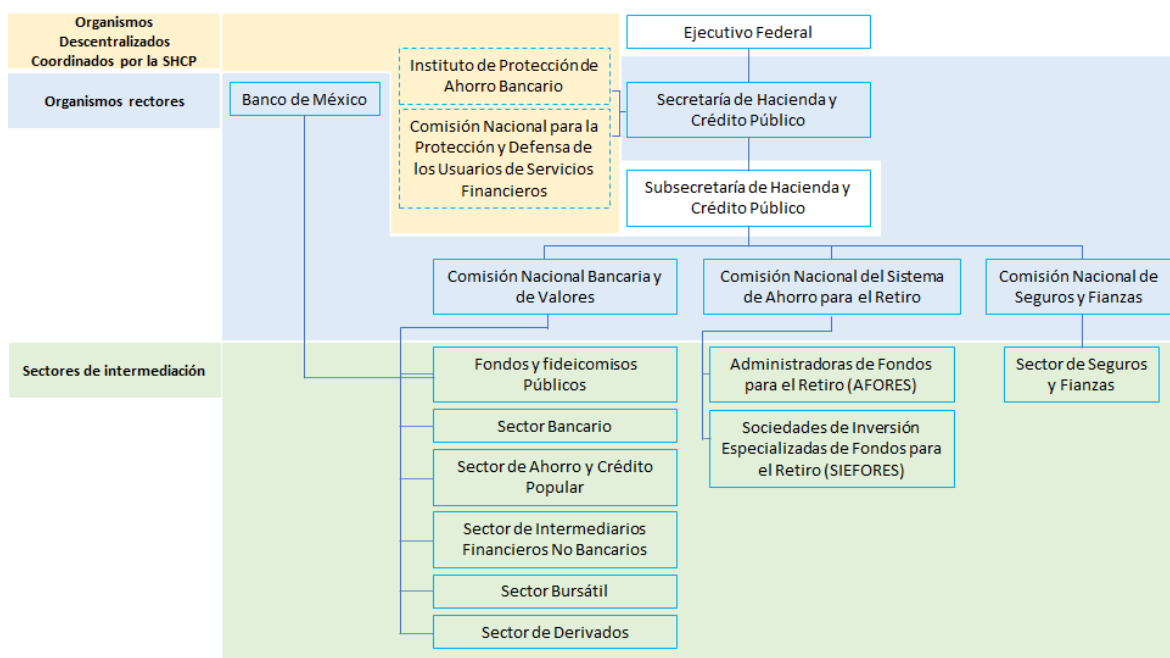 Organismos
Descentralizados
Coordinados por la SHCP
Ejecutivo Federal
Instituto de Protección de
Ahorro Bancario
Organismos rectores
Banco de México
Secretaría de Hacienda y
Crédito Público
Comisión Nacional para la
Protección y Defensa de
los Usuarios de Servicios
Financieros
Subsecretaría de Hacienda y
Crédito Público
Comisión Nacional Bancaria y
de Valores
Comisión Nacional del Sistema
de Ahorro para el Retiro
Comisión Nacional de
Seguros y Fianzas
Sectores de intermediación
Fondos y fideicomisos
Públicos
Administradoras de Fondos
para el Retiro (AFORES)
Sector de Seguros
y Fianzas
Sector Bancario
Sociedades de Inversión
Especializadas de Fondos para
el Retiro (SIEFORES)
Sector de Ahorro y Crédito
Popular
Sector de Intermediarios
Financieros No Bancarios
Sector Bursátil
Sector de Derivados